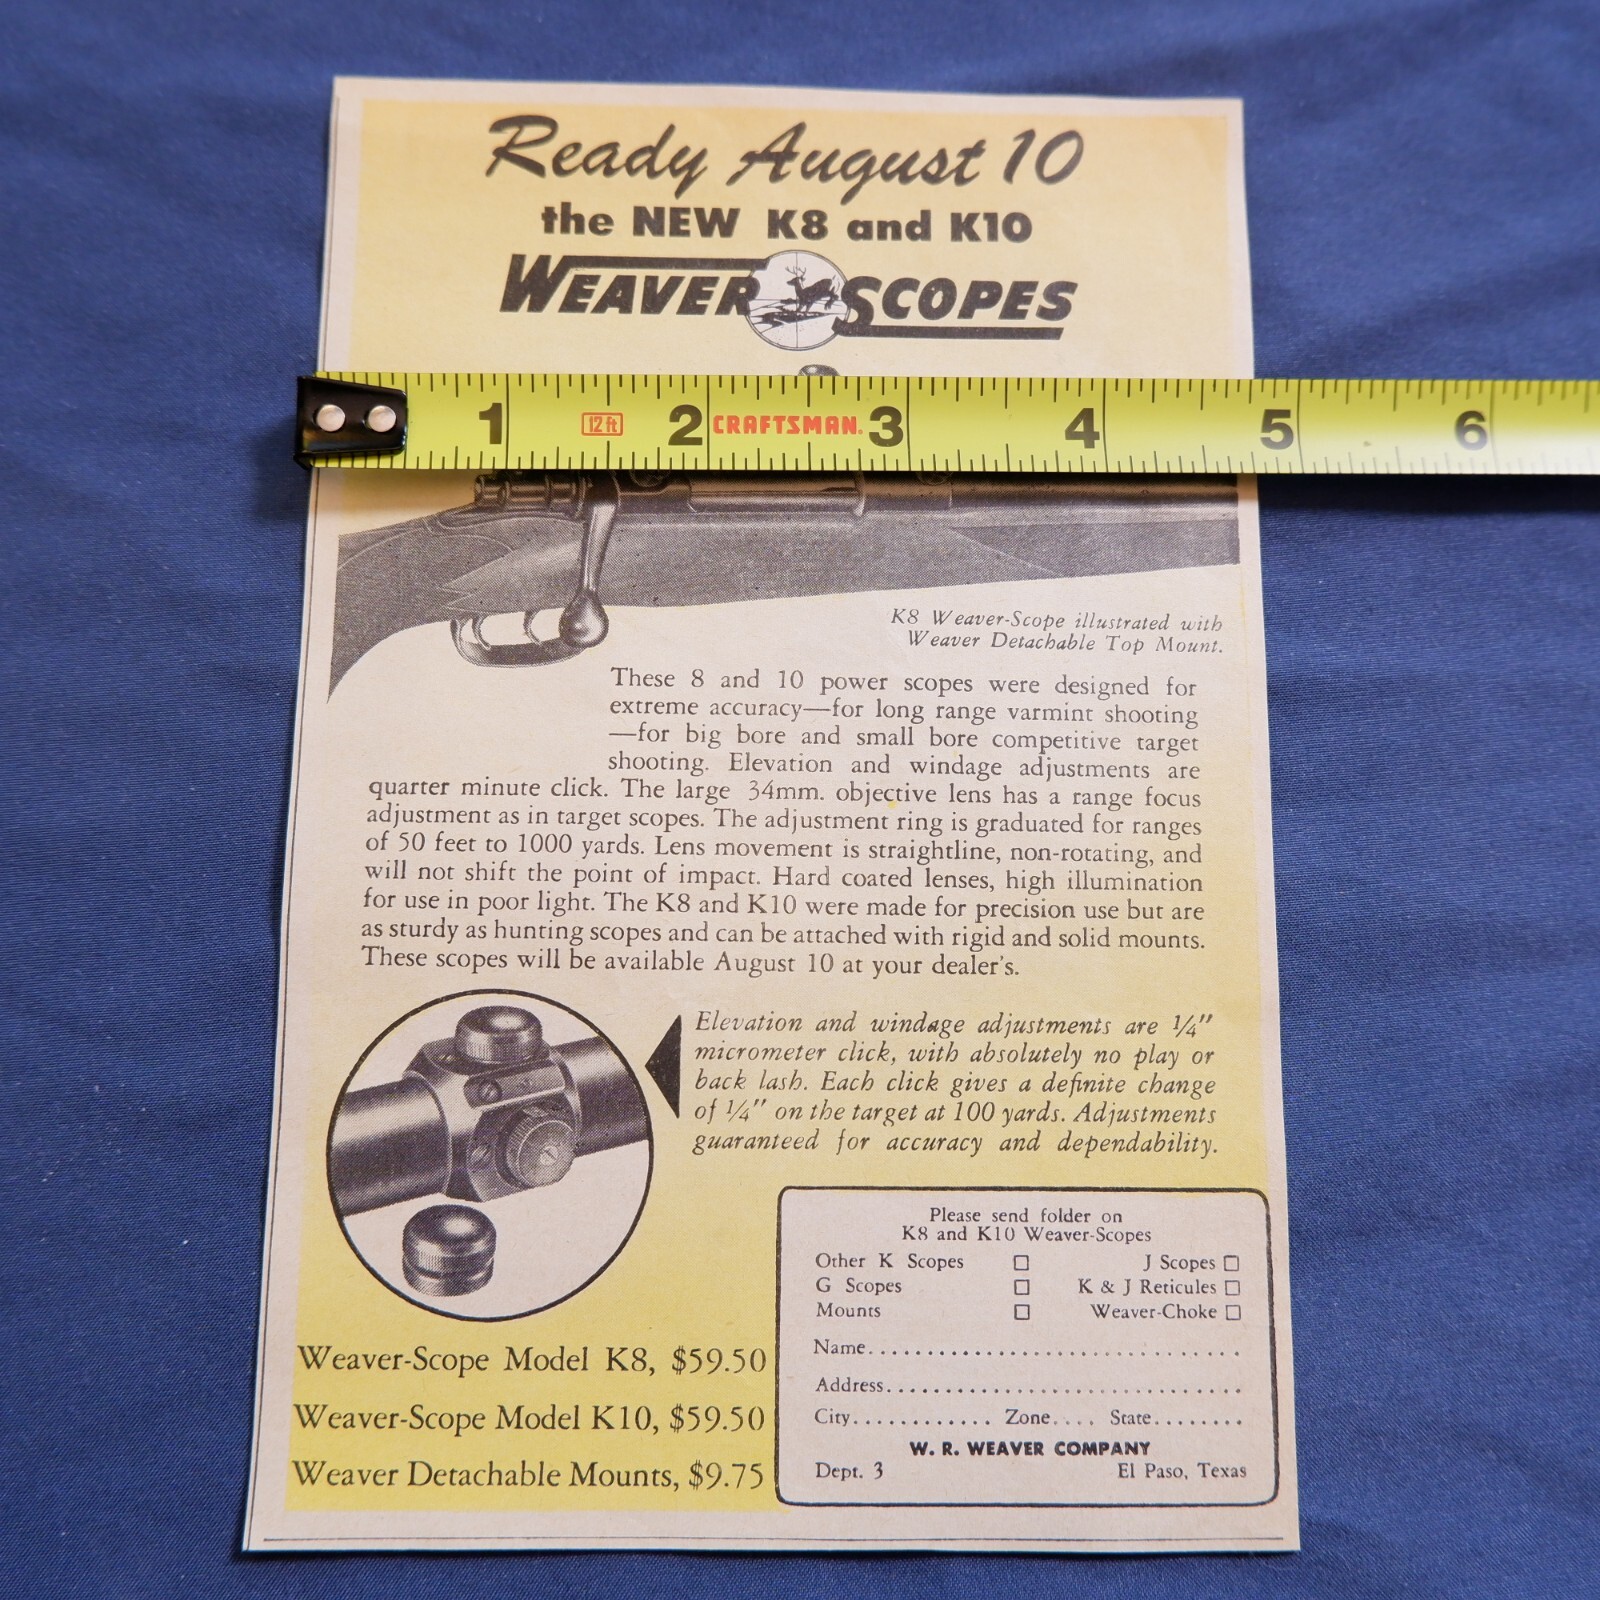 Ready August 10
the NEW K8 and K10
WEAVER SCOPES
1 12 ft 2 CRAFTSMAN® 3 4 5 6
K8 Weaver-Scope illustrated with
Weaver Detachable Top Mount.
These 8 and 10 power scopes were designed for
extreme accuracy—for long range varmint shooting
—for big bore and small bore competitive target
shooting. Elevation and windage adjustments are
quarter minute click. The large 34mm. objective lens has a range focus
adjustment as in target scopes. The adjustment ring is graduated for ranges
of 50 feet to 1000 yards. Lens movement is straightline, non-rotating, and
will not shift the point of impact. Hard coated lenses, high illumination
for use in poor light. The K8 and K10 were made for precision use but are
as sturdy as hunting scopes and can be attached with rigid and solid mounts.
These scopes will be available August 10 at your dealer's.
Elevation and windage adjustments are ¼"
micrometer click, with absolutely no play or
back lash. Each click gives a definite change
of ¼" on the target at 100 yards. Adjustments
guaranteed for accuracy and dependability.
Weaver-Scope Model K8, $59.50
Weaver-Scope Model K10, $59.50
Weaver Detachable Mounts, $9.75
Please send folder on
K8 and K10 Weaver-Scopes
Other K Scopes □ J Scopes □
G Scopes □ K & J Reticules □
Mounts □ Weaver-Choke □
Name................................
Address..............................
City............ Zone.... State........
W. R. WEAVER COMPANY
Dept. 3 El Paso, Texas